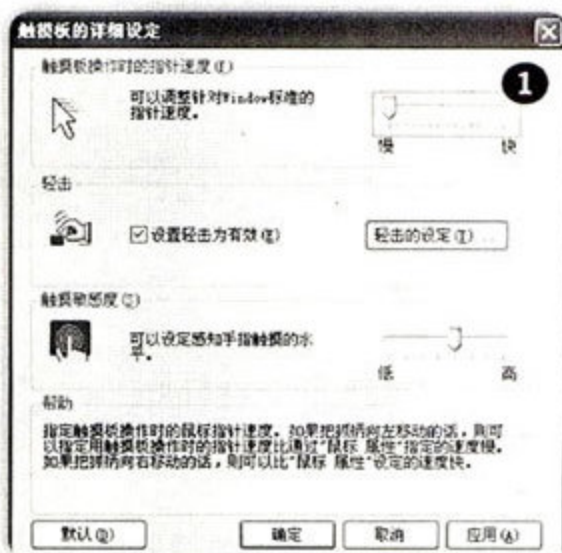 触摸板的详细设定
触摸板操作时的指针速度(I)
1
可以调整针对Window标准的
指针速度。
慢 快
轻击
设置轻击为有效(E)
轻击的设定(T)...
触摸敏感度(C)
可以设定感知手指触摸的水
平。
低 高
帮助
指定触摸板操作时的鼠标指针速度。如果把抓柄向左移动的话，则可
以指定用触摸板操作时的指针速度比通过"鼠标 属性"指定的速度慢。
如果把抓柄向右移动的话，则可以比"鼠标 属性"设定的速度快。
默认(D) 确定 取消 应用(A)